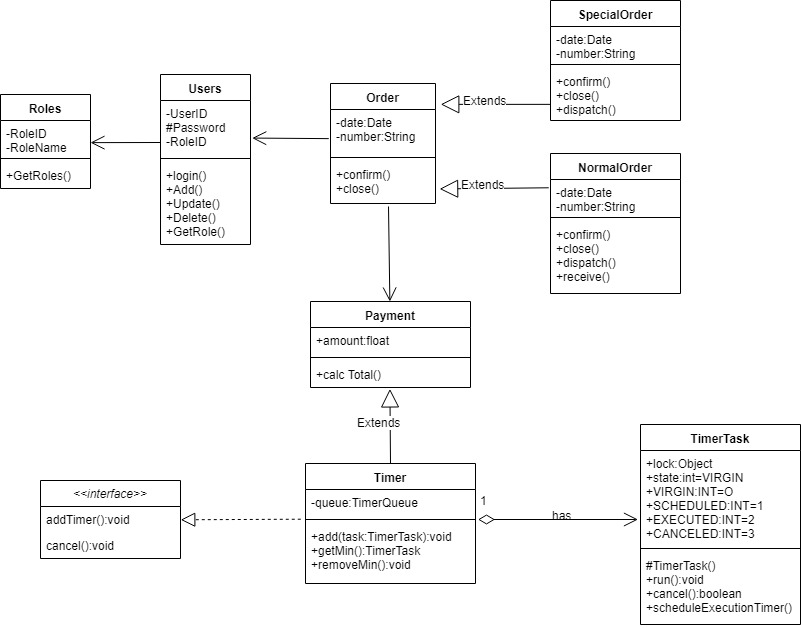 SpecialOrder
-date:Date
-number:String
+confirm()
+close()
+dispatch()
Users
-UserID
#Password
-RoleID
+login()
+Add()
+Update()
+Delete()
+GetRole()
Order
-date:Date
-number:String
+confirm()
+close()
Extends
Roles
-RoleID
-RoleName
+GetRoles()
NormalOrder
-date:Date
-number:String
+confirm()
+close()
+dispatch()
+receive()
Extends
Payment
+amount:float
+calc Total()
Extends
TimerTask
+lock:Object
+state:int=VIRGIN
+VIRGIN:INT=O
+SCHEDULED:INT=1
+EXECUTED:INT=2
+CANCELED:INT=3
#TimerTask()
+run():void
+cancel():boolean
+scheduleExecutionTimer()
Timer
-queue:TimerQueue
+add(task:TimerTask):void
+getMin():TimerTask
+removeMin():void
1
has
<<interface>>
addTimer():void
cancel():void